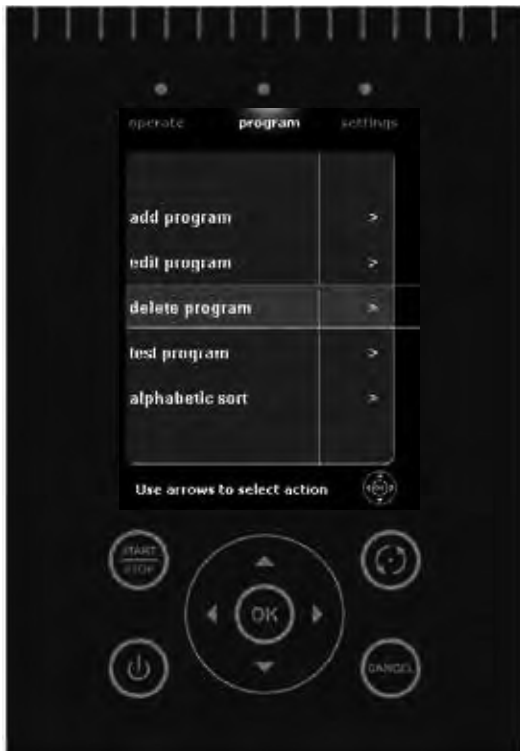 operate program settings
add program >
edit program >
delete program >
test program >
alphabetic sort >
Use arrows to select action OK
START
STOP
OK
CANCEL